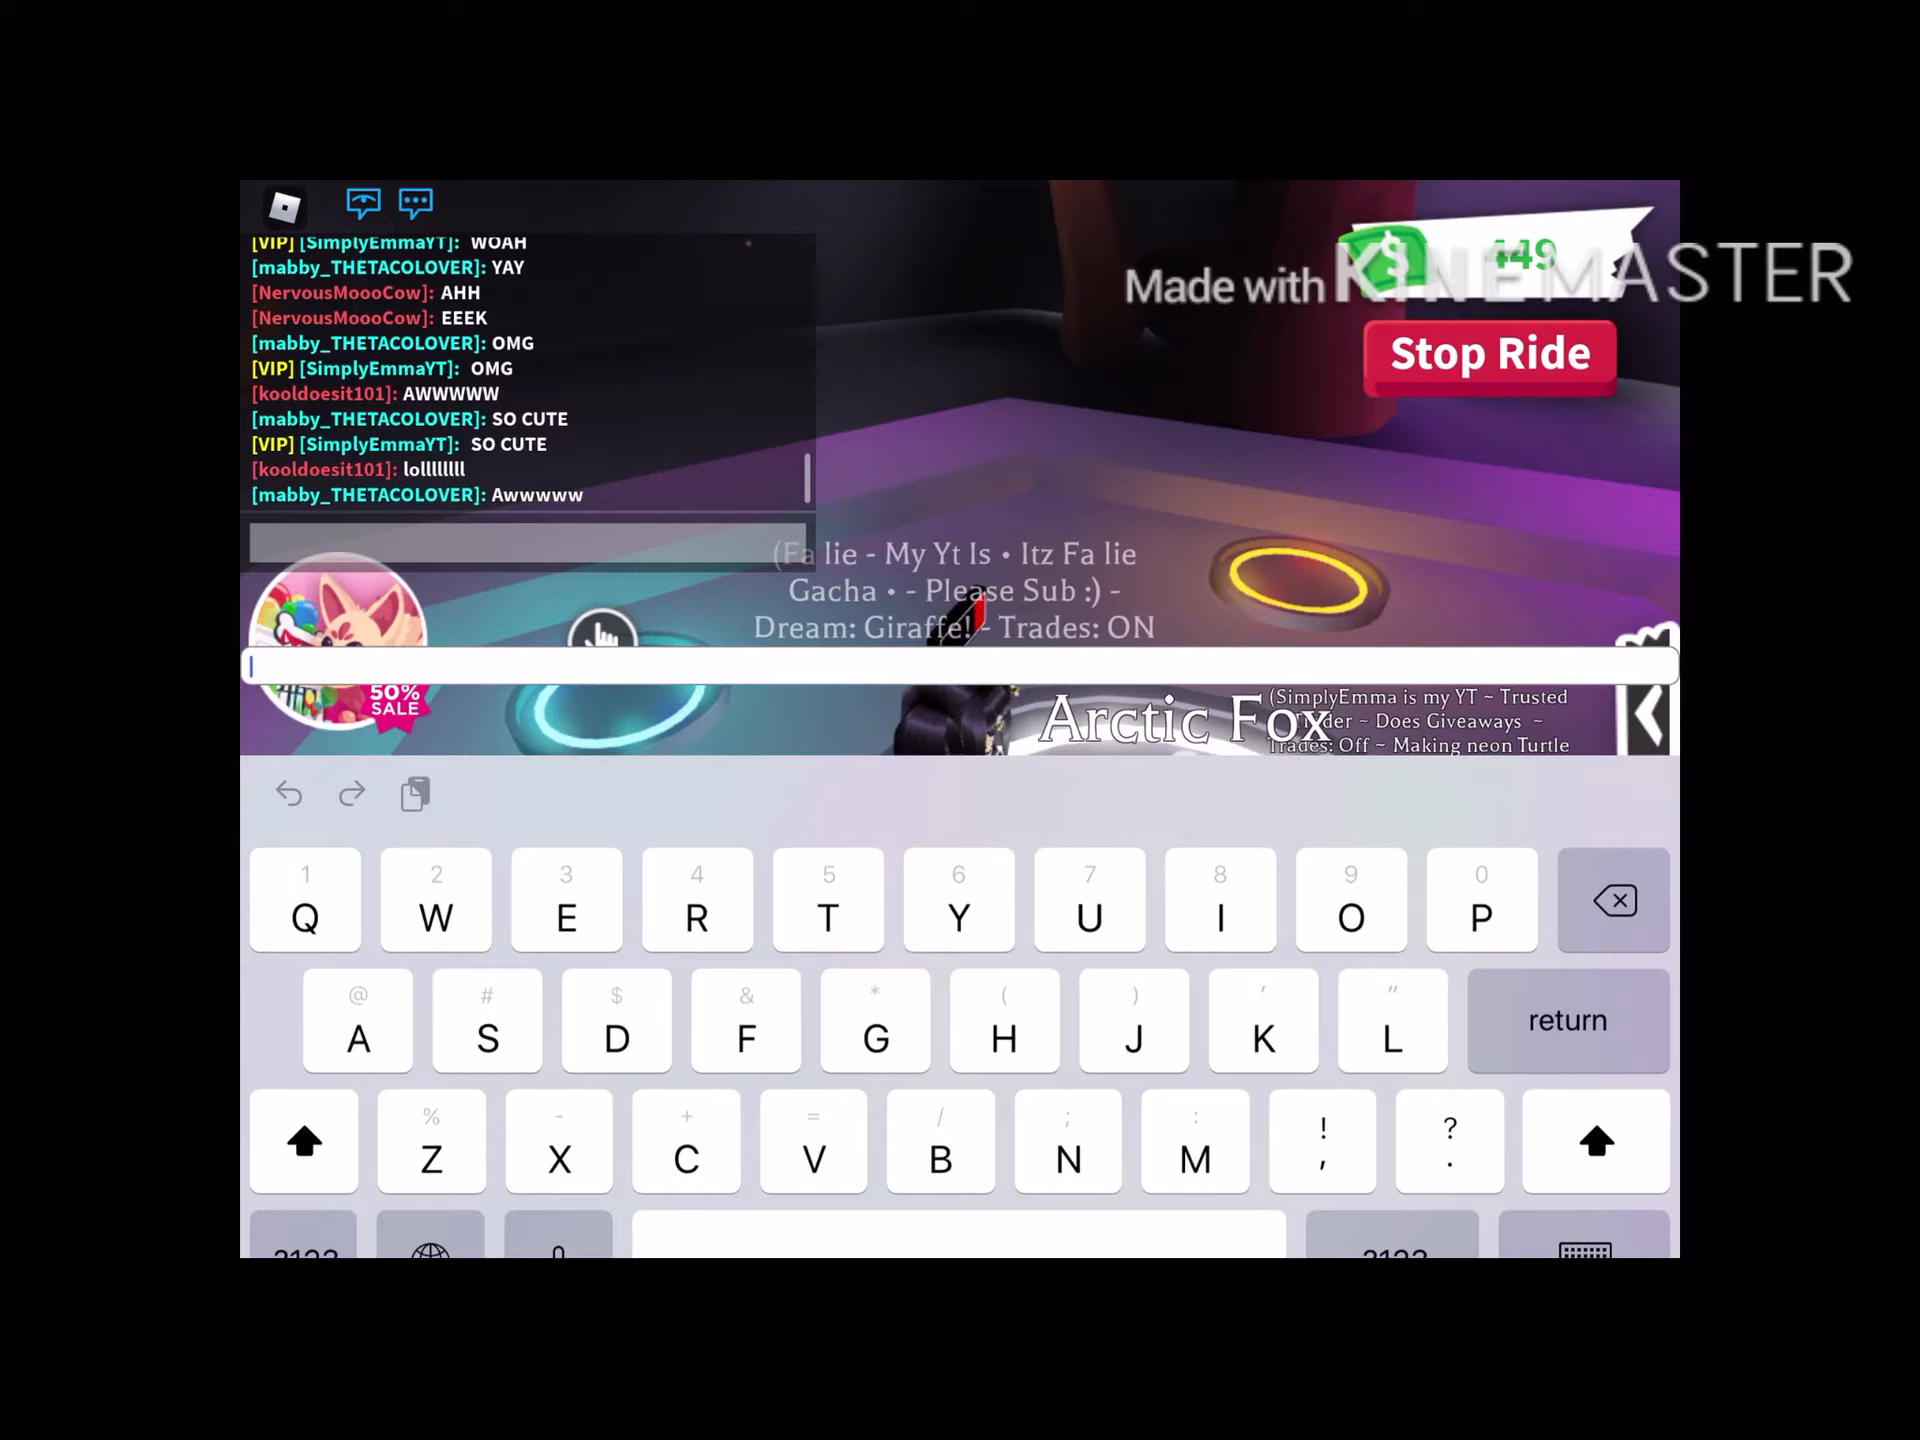 [VIP] [SimplyEmmaYT]: WOAH
[mabby_THETACOLOVER]: YAY
[NervousMoooCow]: AHH
[NervousMoooCow]: EEEK
[mabby_THETACOLOVER]: OMG
[VIP] [SimplyEmmaYT]: OMG
[kooldoesit101]: AWWWWW
[mabby_THETACOLOVER]: SO CUTE
[VIP] [SimplyEmmaYT]: SO CUTE
[kooldoesit101]: lollllllll
[mabby_THETACOLOVER]: Awwwww
$ 449
Made with KINEMASTER
Stop Ride
(Fa lie - My Yt Is • Itz Fa lie
Gacha • - Please Sub :) -
Dream: Giraffe! - Trades: ON
50%
SALE
Arctic Fox
(SimplyEmma is my YT ~ Trusted
~ Does Giveaways ~
Trades: Off ~ Making neon Turtle
1 2 3 4 5 6 7 8 9 0
Q W E R T Y U I O P
@ # $ & * ( ) ' "
A S D F G H J K L return
% - + = / ; : ! ?
Z X C V B N M , .